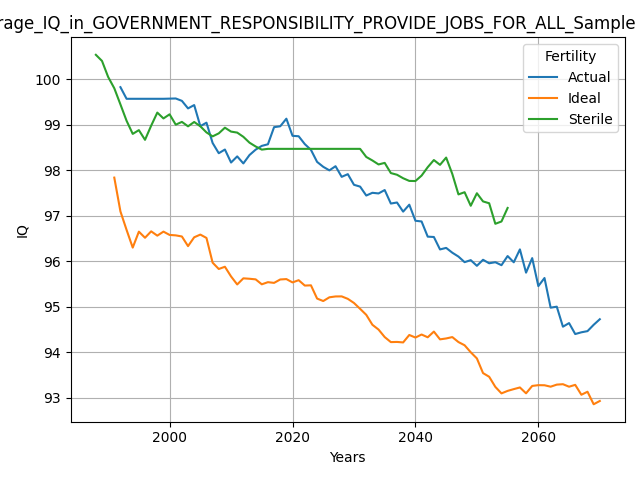 rage_IQ_in_GOVERNMENT_RESPONSIBILITY_PROVIDE_JOBS_FOR_ALL_Sample
Fertility
Actual
Ideal
Sterile
100
99
98
97
96
95
94
93
IQ
2000
2020
2040
2060
Years